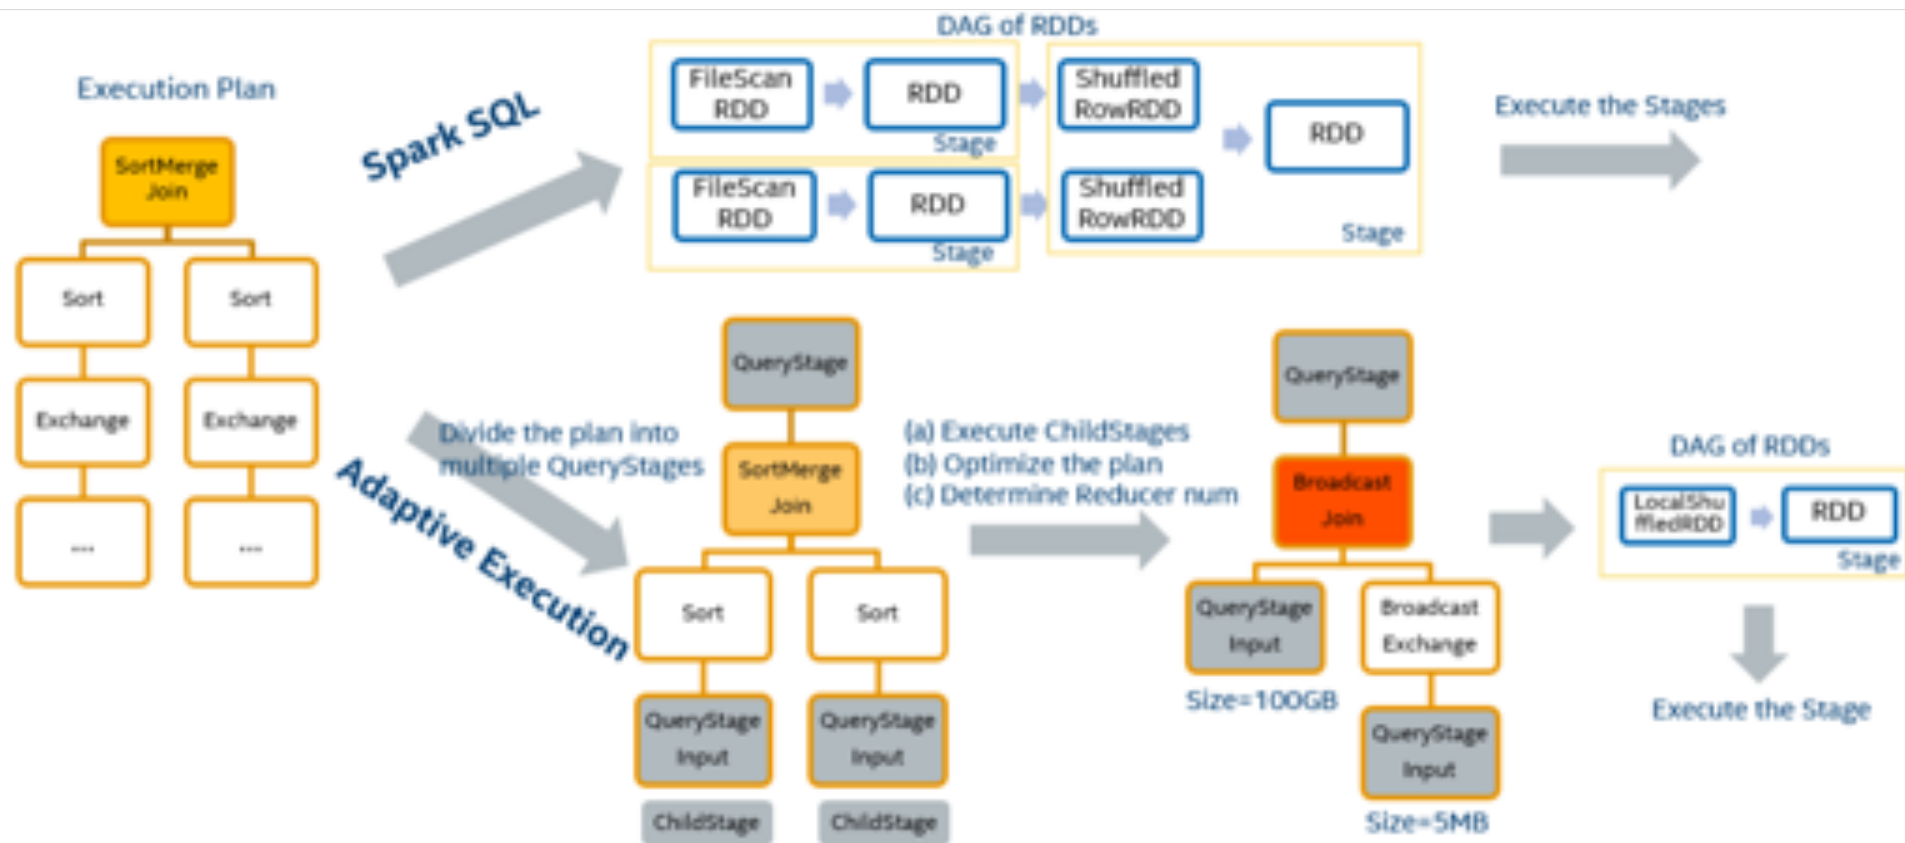 DAG of RDDs
Execution Plan
Spark SQL
FileScan
RDD
RDD
Stage
FileScan
RDD
RDD
Stage
Shuffled
RowRDD
Shuffled
RowRDD
RDD
Stage
Execute the Stages
SortMerge
Join
Sort
Sort
Exchange
Exchange
....
....
Adaptive Execution
Divide the plan into
multiple QueryStages
QueryStage
SortMerge
Join
Sort
Sort
QueryStage
Input
QueryStage
Input
ChildStage
ChildStage
(a) Execute ChildStages
(b) Optimize the plan
(c) Determine Reducer num
QueryStage
Broadcast
Join
QueryStage
Input
Size=100GB
Broadcast
Exchange
QueryStage
Input
Size=5MB
DAG of RDDs
LocalShu
ffledRDD
RDD
Stage
Execute the Stage